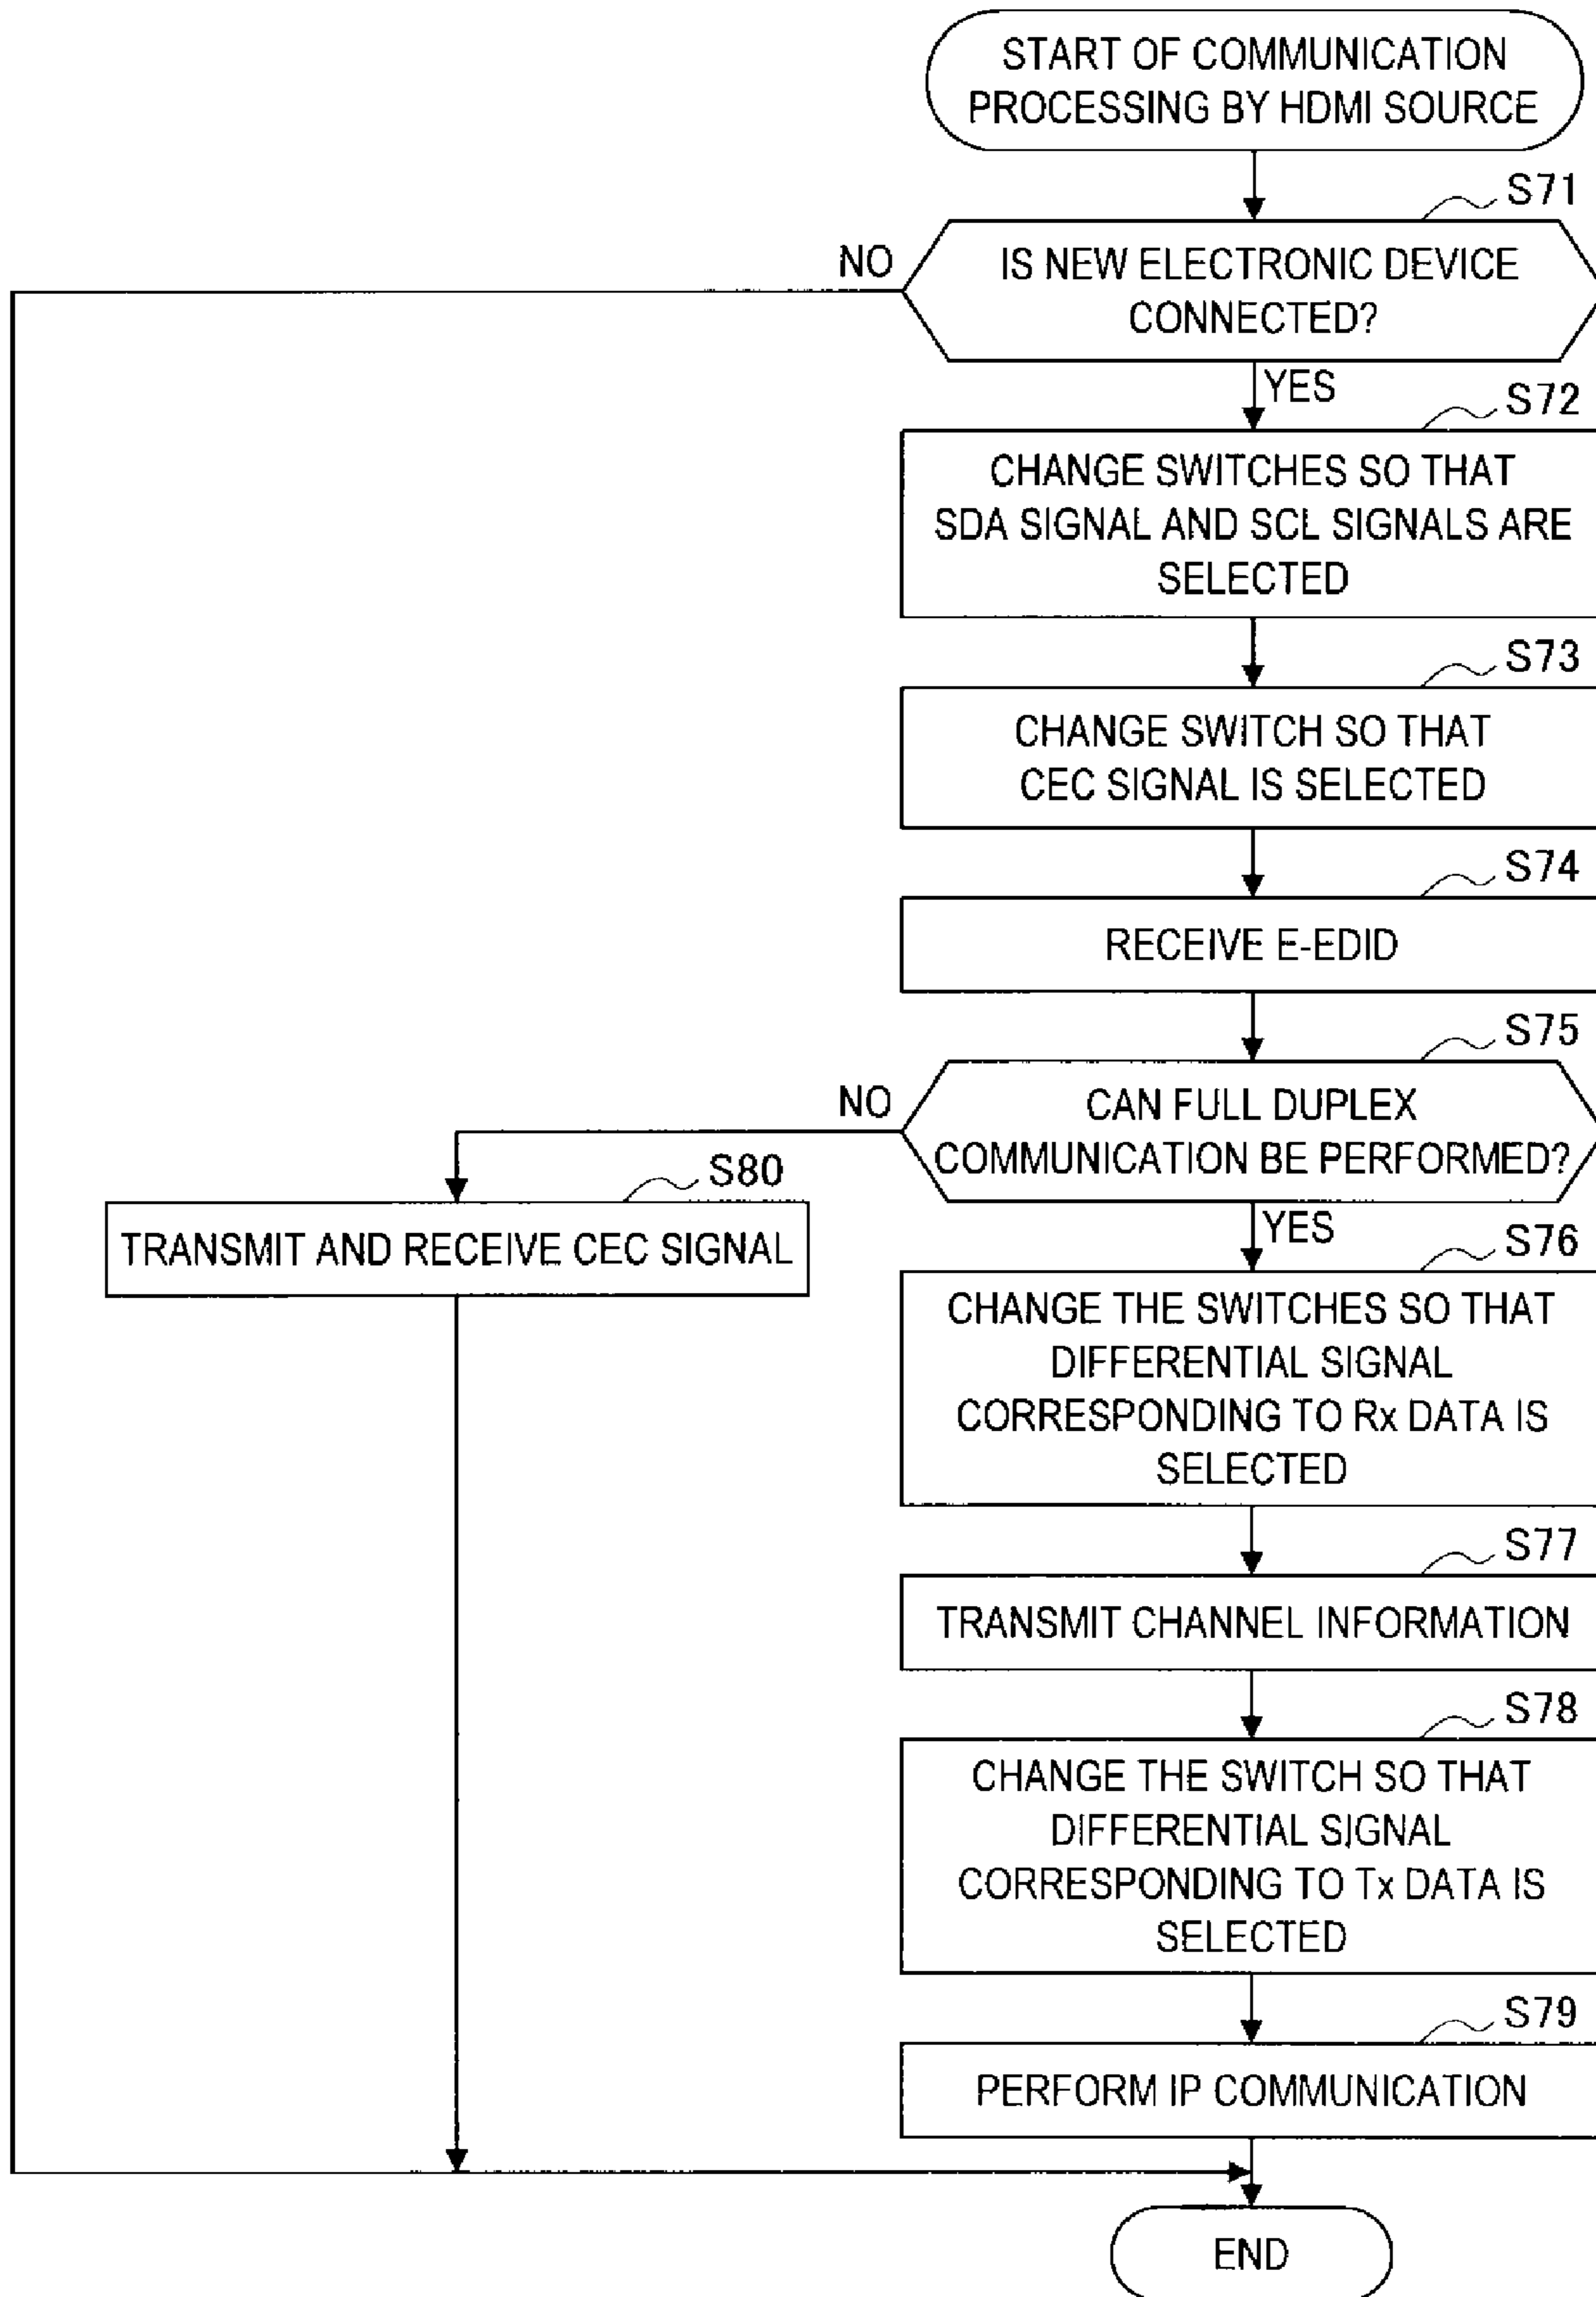 START OF COMMUNICATION
PROCESSING BY HDMI SOURCE
S71
NO
IS NEW ELECTRONIC DEVICE
CONNECTED?
YES
S72
CHANGE SWITCHES SO THAT
SDA SIGNAL AND SCL SIGNALS ARE
SELECTED
S73
CHANGE SWITCH SO THAT
CEC SIGNAL IS SELECTED
S74
RECEIVE E-EDID
S75
NO
CAN FULL DUPLEX
COMMUNICATION BE PERFORMED?
S80
TRANSMIT AND RECEIVE CEC SIGNAL
YES
S76
CHANGE THE SWITCHES SO THAT
DIFFERENTIAL SIGNAL
CORRESPONDING TO Rx DATA IS
SELECTED
S77
TRANSMIT CHANNEL INFORMATION
S78
CHANGE THE SWITCH SO THAT
DIFFERENTIAL SIGNAL
CORRESPONDING TO Tx DATA IS
SELECTED
S79
PERFORM IP COMMUNICATION
END